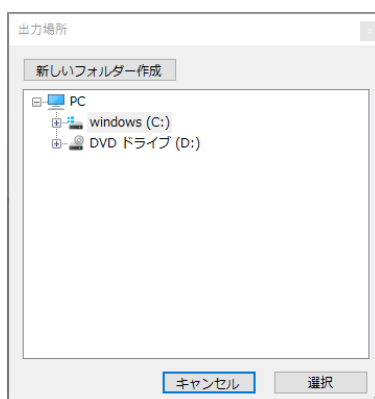 出力場所
新しいフォルダー作成
PC
windows (C:)
DVD ドライブ (D:)
キャンセル
選択